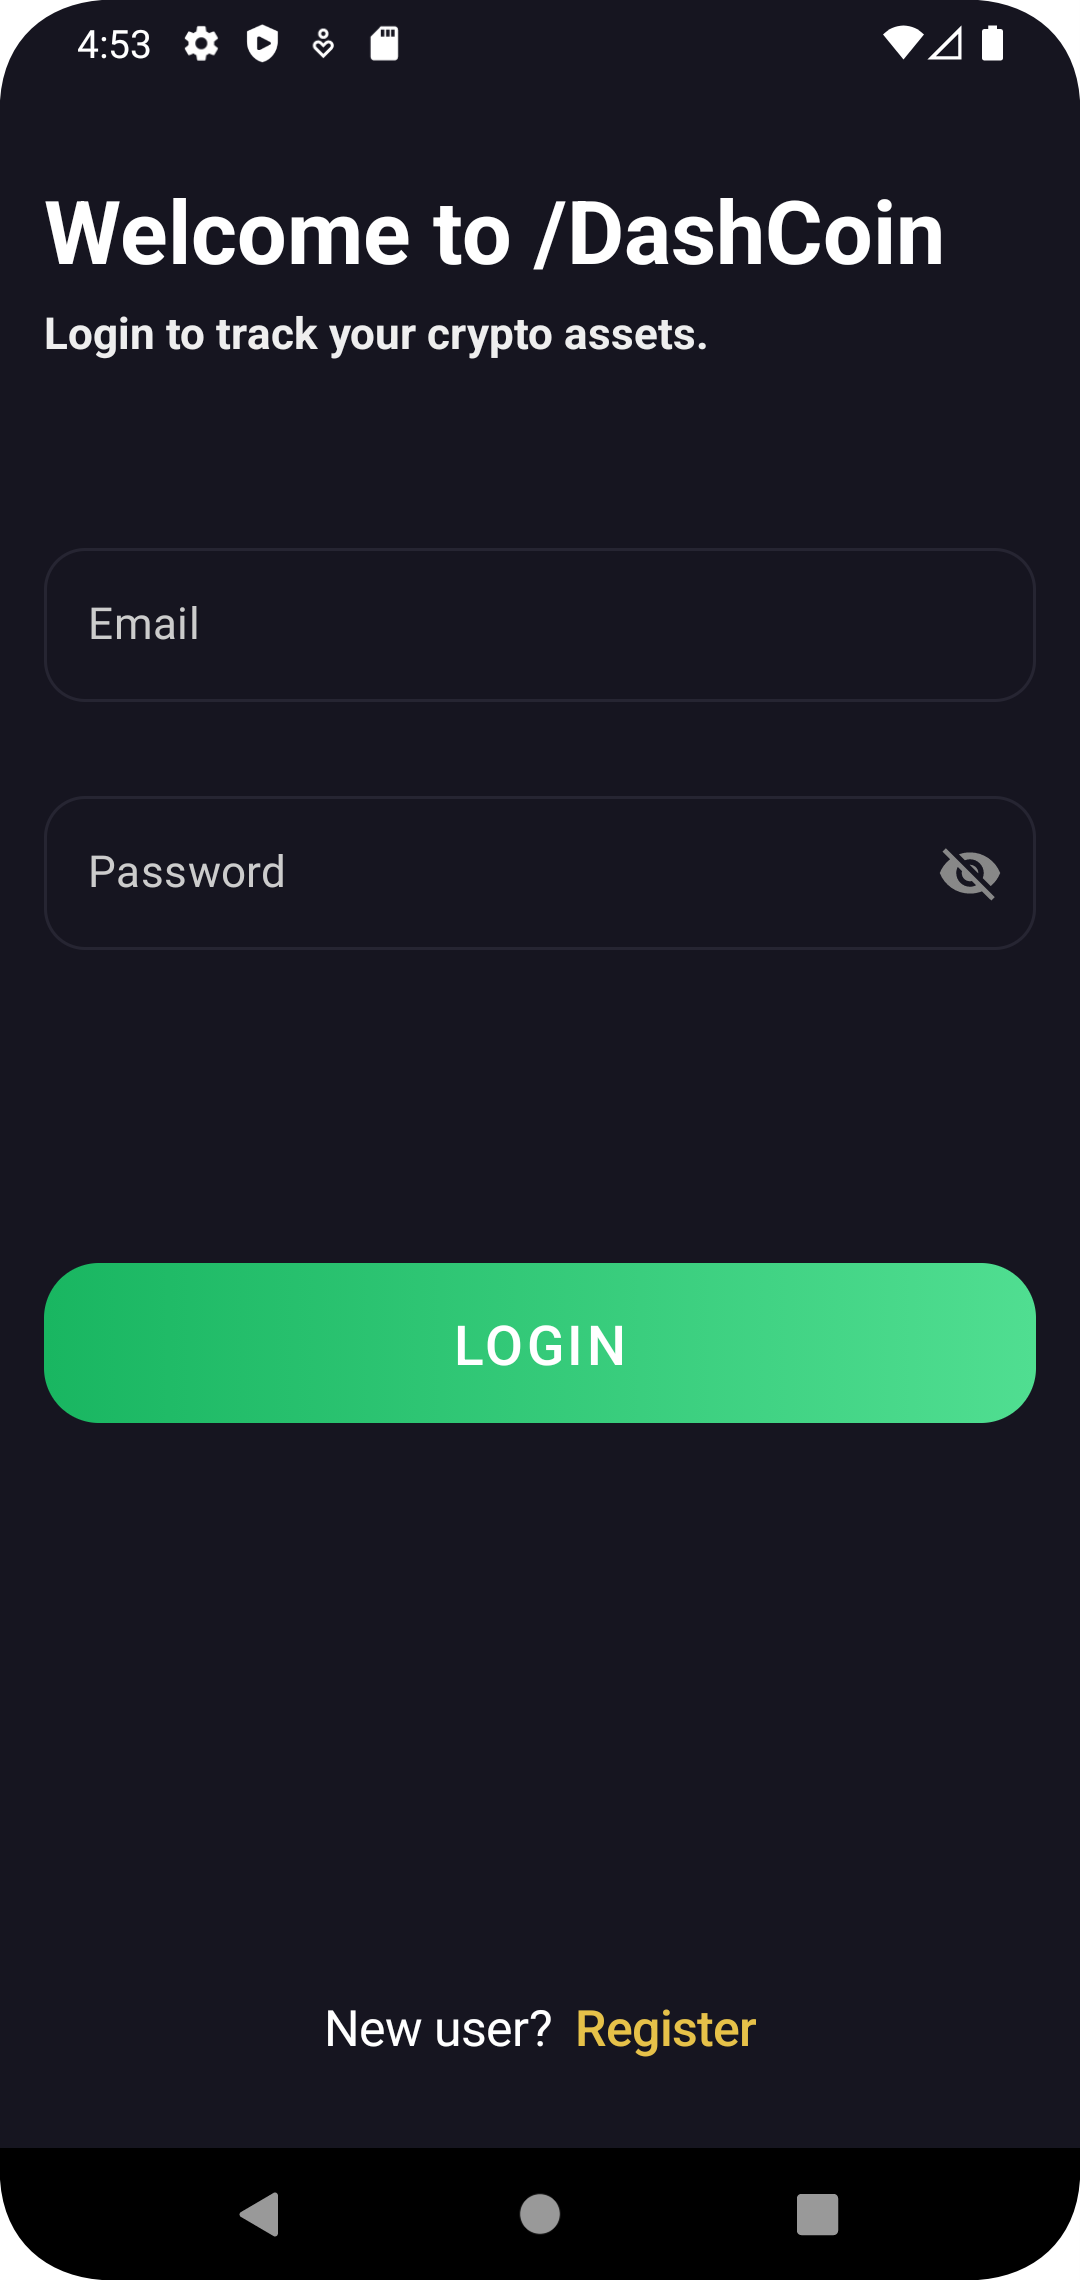 4:53
Welcome to /DashCoin
Login to track your crypto assets.
Email
Password
LOGIN
New user? Register